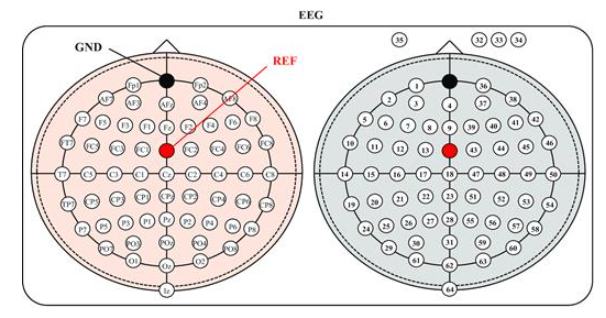 EEG
GND
REF
35 32 33 34
Fp1 Fp2
AF7 AF3 AFz AF4 AF8
F7 F5 F3 F1 Fz F2 F4 F6 F8
FC5 FC3 FC1 FC2 FC4 FC6
T7 C5 C3 C1 Cz C2 C4 C6 C8
TP7 CP5 CP3 CP1 CPz CP2 CP4 CP6 CP8
P7 P5 P3 P1 Pz P2 P4 P6 P8
PO7 PO3 POz PO4 PO8
O1 Oz O2
Iz
1 36
2 3 4 37 38
5 6 7 8 9 39 40 41 42
10 11 12 13 43 44 45 46
14 15 16 17 18 47 48 49 50
19 20 21 22 23 51 52 53 54
24 25 26 27 28 55 56 57 58
29 30 31 59 60
61 62 63
64